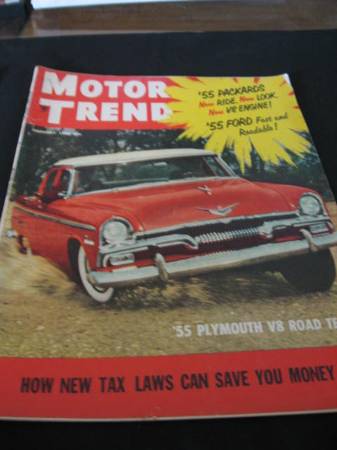 MOTOR
TREND
'55 PACKARDS
New RIDE, New LOOK,
New V8 ENGINE!
'55 FORD Fast and
Roadable!
'55 PLYMOUTH V8 ROAD TE
HOW NEW TAX LAWS CAN SAVE YOU MONEY